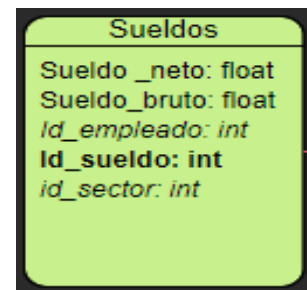 Sueldos
Sueldo _neto: float
Sueldo_bruto: float
Id_empleado: int
Id_sueldo: int
id_sector: int